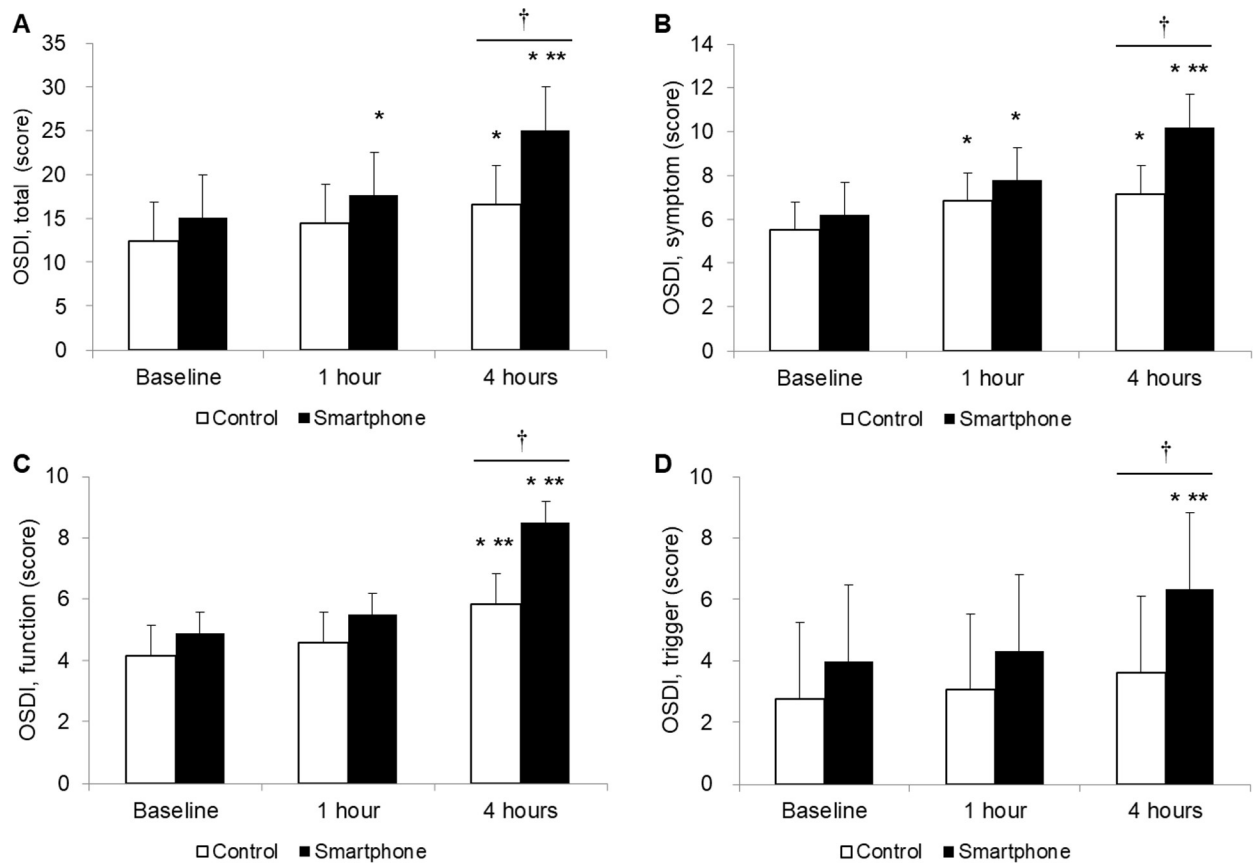 A
OSDI, total (score)
35
30
25
20
15
10
5
0
*
*
* **
†
Baseline 1 hour 4 hours
Control Smartphone
B
OSDI, symptom (score)
14
12
10
8
6
4
2
0
*
*
*
* **
†
Baseline 1 hour 4 hours
Control Smartphone
C
OSDI, function (score)
10
8
6
4
2
0
* **
* **
†
Baseline 1 hour 4 hours
Control Smartphone
D
OSDI, trigger (score)
10
8
6
4
2
0
* **
†
Baseline 1 hour 4 hours
Control Smartphone